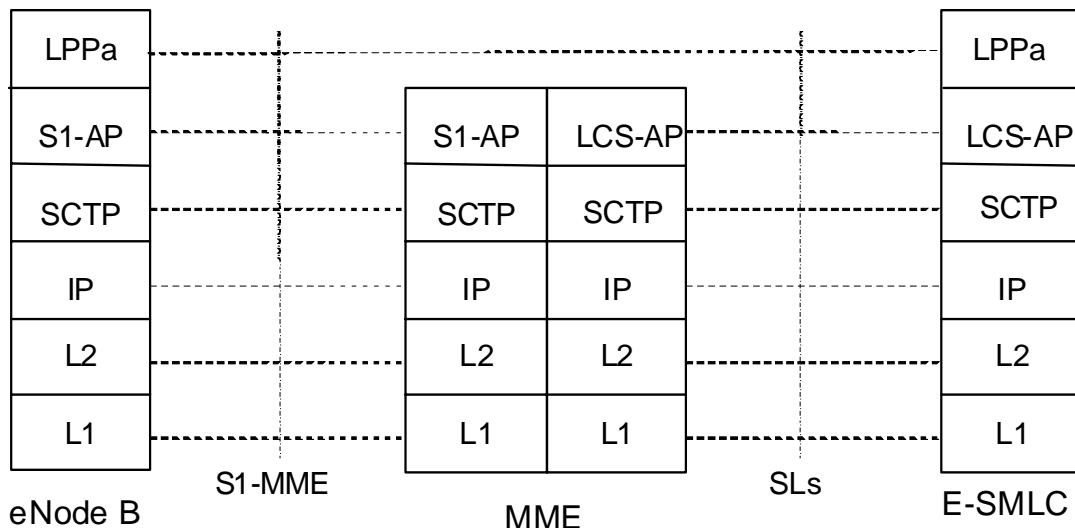 LPPa LPPa
S1-AP S1-AP LCS-AP LCS-AP
SCTP SCTP SCTP SCTP
IP IP IP IP
L2 L2 L2 L2
L1 L1 L1 L1
S1-MME SLs
eNode B MME E-SMLC